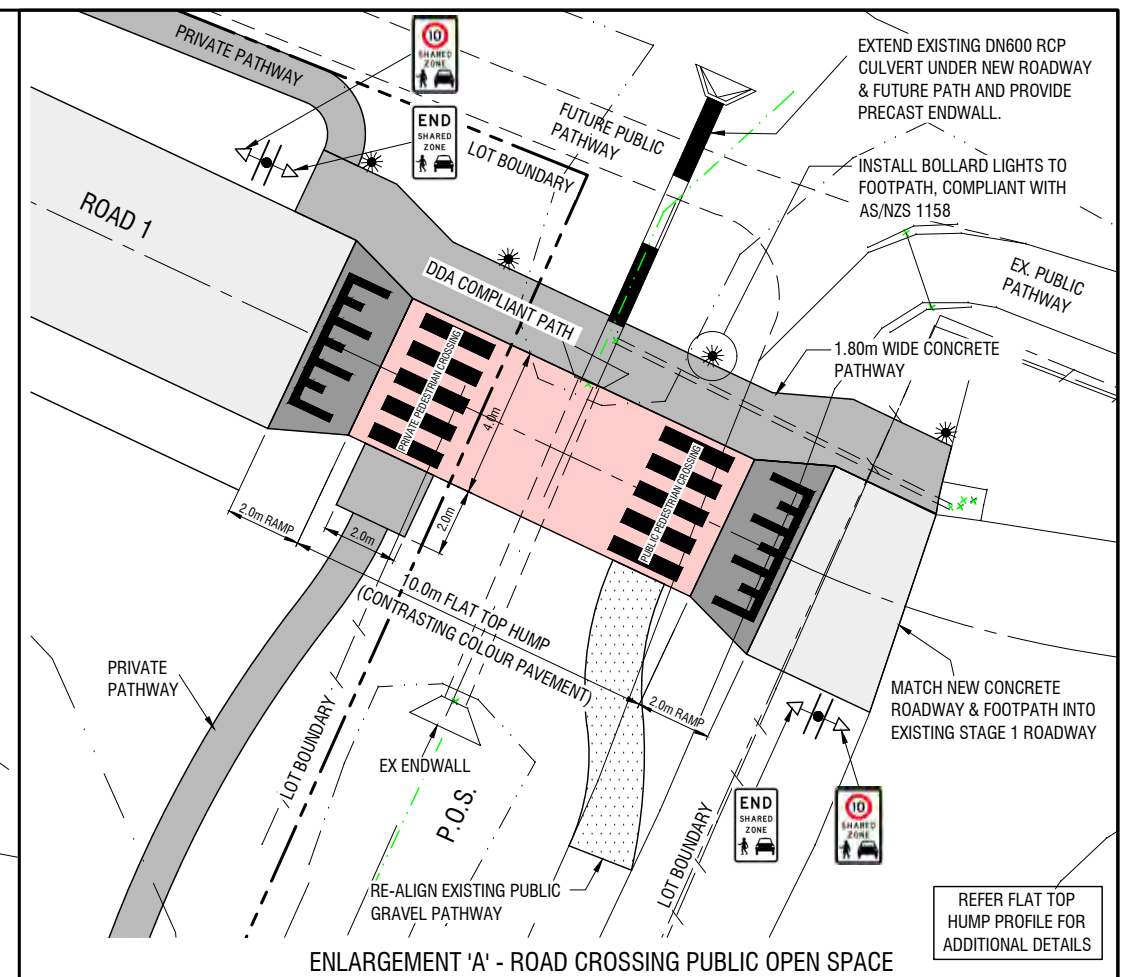 PRIVATE PATHWAY
10
SHARED
ZONE
END
SHARED
ZONE
EXTEND EXISTING DN600 RCP
CULVERT UNDER NEW ROADWAY
& FUTURE PATH AND PROVIDE
PRECAST ENDWALL.
FUTURE PUBLIC
PATHWAY
LOT BOUNDARY
INSTALL BOLLARD LIGHTS TO
FOOTPATH, COMPLIANT WITH
AS/NZS 1158
ROAD 1
DDA COMPLIANT PATH
EX. PUBLIC
PATHWAY
1.80m WIDE CONCRETE
PATHWAY
PRIVATE PEDESTRIAN CROSSING
4.0m
PUBLIC PEDESTRIAN CROSSING
2.0m RAMP
2.0m
2.0m
10.0m FLAT TOP HUMP
(CONTRASTING COLOUR PAVEMENT)
2.0m RAMP
PRIVATE
PATHWAY
LOT BOUNDARY
EX ENDWALL
P.O.S.
MATCH NEW CONCRETE
ROADWAY & FOOTPATH INTO
EXISTING STAGE 1 ROADWAY
RE-ALIGN EXISTING PUBLIC
GRAVEL PATHWAY
LOT BOUNDARY
END
SHARED
ZONE
10
SHARED
ZONE
REFER FLAT TOP
HUMP PROFILE FOR
ADDITIONAL DETAILS
ENLARGEMENT 'A' - ROAD CROSSING PUBLIC OPEN SPACE